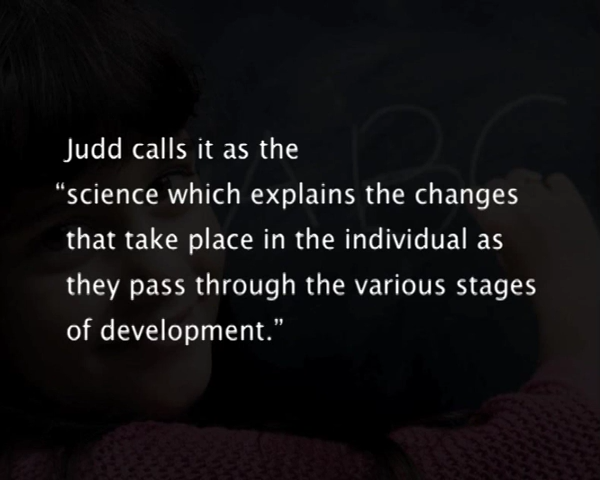 Judd calls it as the
“science which explains the changes
that take place in the individual as
they pass through the various stages
of development.”
ABC